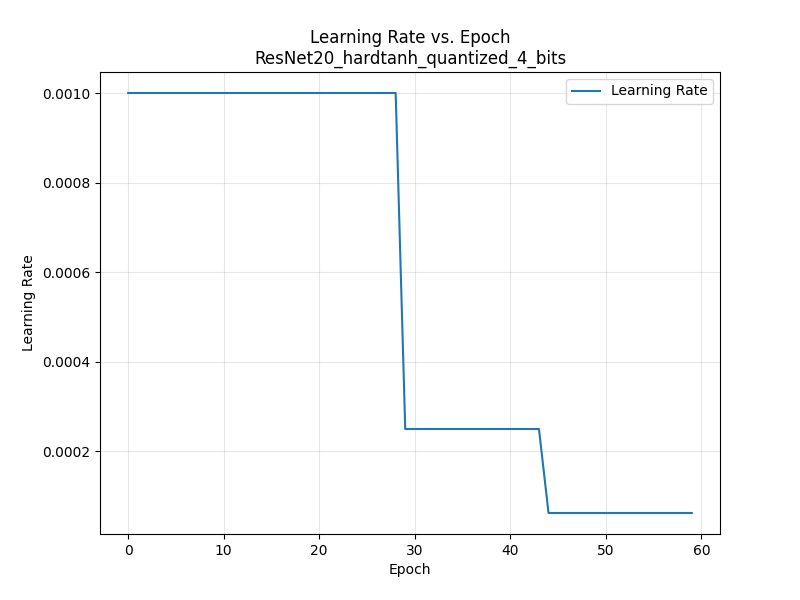 Learning Rate vs. Epoch
ResNet20_hardtanh_quantized_4_bits
Learning Rate
0.0010
0.0008
0.0006
0.0004
0.0002
Learning Rate
0 10 20 30 40 50 60
Epoch